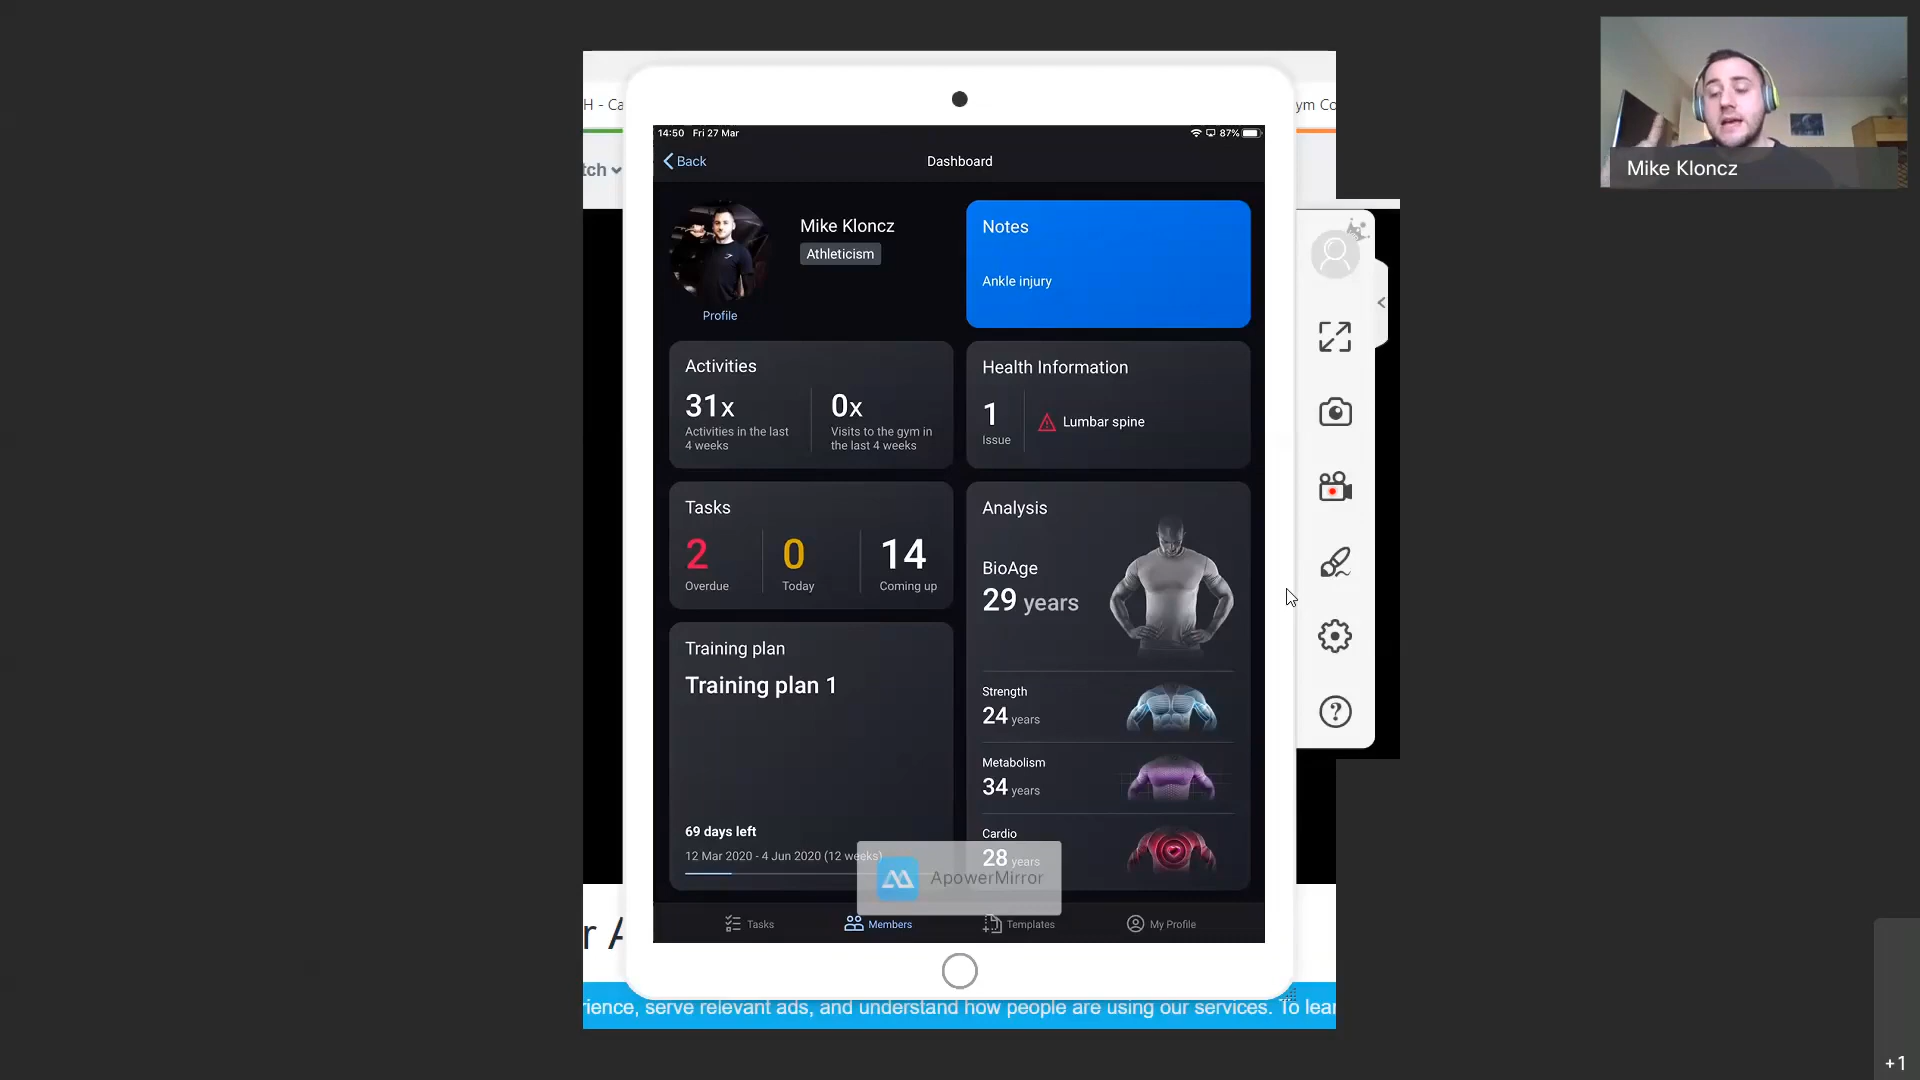 Mike Kloncz
H - Ca
ym Co
tch
14:50 Fri 27 Mar
87%
Back
Dashboard
Mike Kloncz
Athleticism
Profile
Notes
Ankle injury
Activities
31x
Activities in the last
4 weeks
0x
Visits to the gym in
the last 4 weeks
Health Information
1
Issue
Lumbar spine
Tasks
2
Overdue
0
Today
14
Coming up
Analysis
BioAge
29 years
Strength
24 years
Metabolism
34 years
Cardio
28 years
Training plan
Training plan 1
69 days left
12 Mar 2020 - 4 Jun 2020 (12 weeks)
ApowerMirror
Tasks
Members
Templates
My Profile
r A
rience, serve relevant ads, and understand how people are using our services. To lear
+1